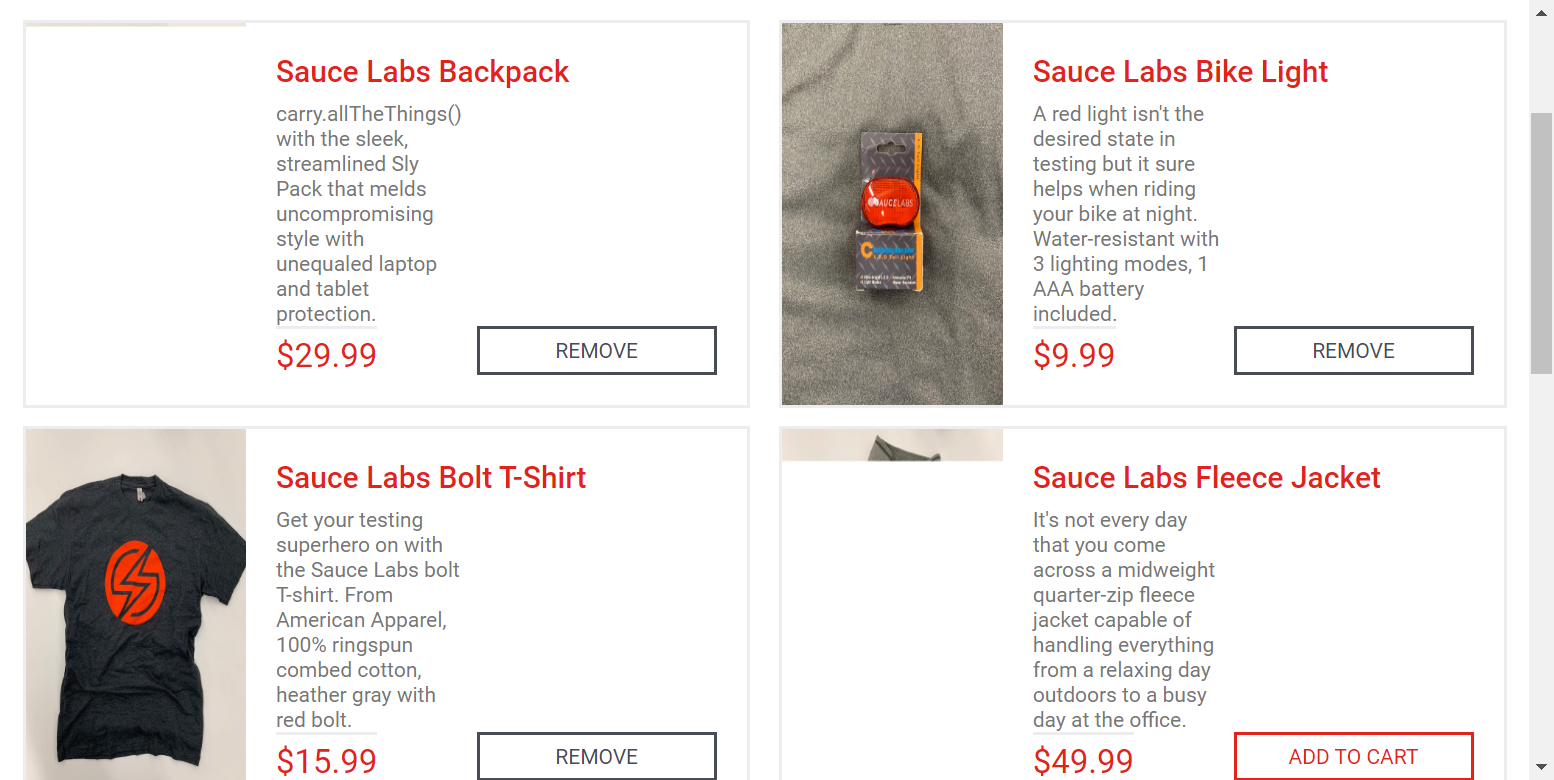 Sauce Labs Backpack
carry.allTheThings()
with the sleek,
streamlined Sly
Pack that melds
uncompromising
style with
unequaled laptop
and tablet
protection.
$29.99
REMOVE
Sauce Labs Bike Light
A red light isn't the
desired state in
testing but it sure
helps when riding
your bike at night.
Water-resistant with
3 lighting modes, 1
AAA battery
included.
$9.99
REMOVE
SAUCELABS
Sauce Labs Bolt T-Shirt
Get your testing
superhero on with
the Sauce Labs bolt
T-shirt. From
American Apparel,
100% ringspun
combed cotton,
heather gray with
red bolt.
$15.99
REMOVE
Sauce Labs Fleece Jacket
It's not every day
that you come
across a midweight
quarter-zip fleece
jacket capable of
handling everything
from a relaxing day
outdoors to a busy
day at the office.
$49.99
ADD TO CART